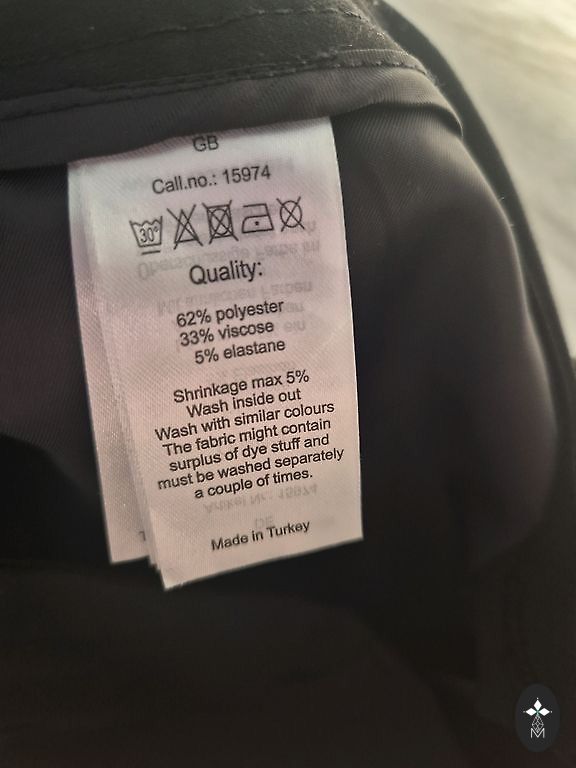 GB
Call.no.: 15974
30°
Quality:
62% polyester
33% viscose
5% elastane
Shrinkage max 5%
Wash inside out
Wash with similar colours
The fabric might contain
surplus of dye stuff and
must be washed separately
a couple of times.
Made in Turkey
M